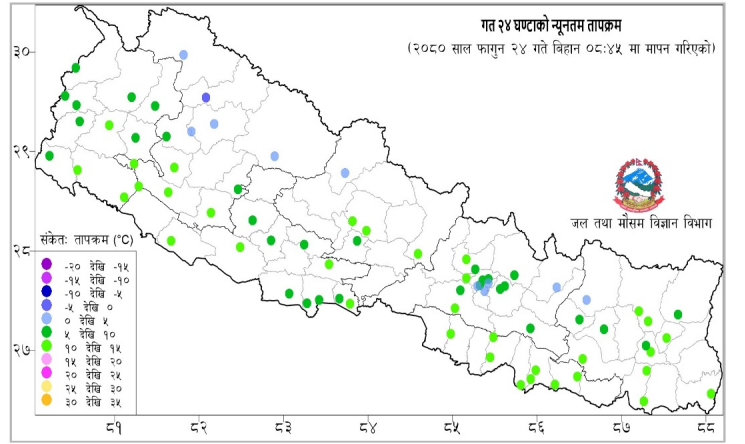 गत २४ घण्टाको न्यूनतम तापक्रम
(२०८० साल फागुन २४ गते बिहान ०८:४५ मा मापन गरिएको)
३०
२९
२८
२७
जल तथा मौसम विज्ञान विभाग
संकेत: तापक्रम (°C)
-२० देखि -१५
-१५ देखि -१०
-१० देखि -५
-५ देखि ०
० देखि ५
५ देखि १०
१० देखि १५
१५ देखि २०
२० देखि २५
२५ देखि ३०
३० देखि ३५
८१ ८२ ८३ ८४ ८५ ८६ ८७ ८८